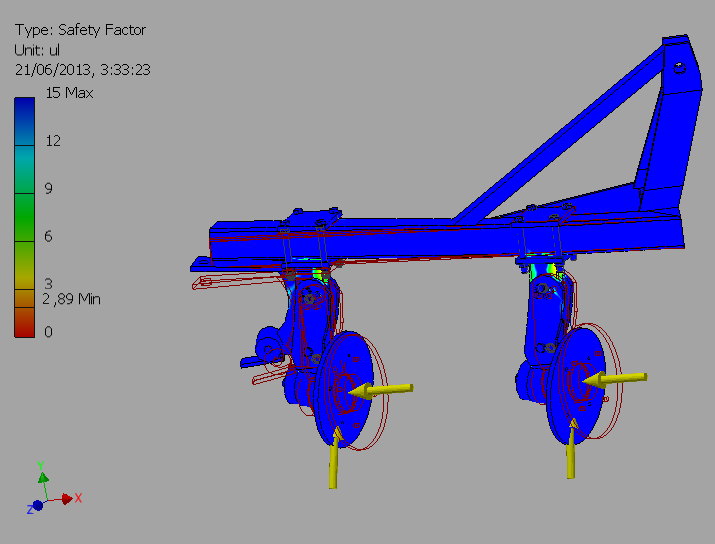 Type: Safety Factor
Unit: ul
21/06/2013, 3:33:23
15 Max
12
9
6
3
2,89 Min
0
Y
X
Z